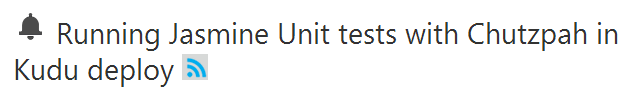 Running Jasmine Unit tests with Chutzpah in
Kudu deploy